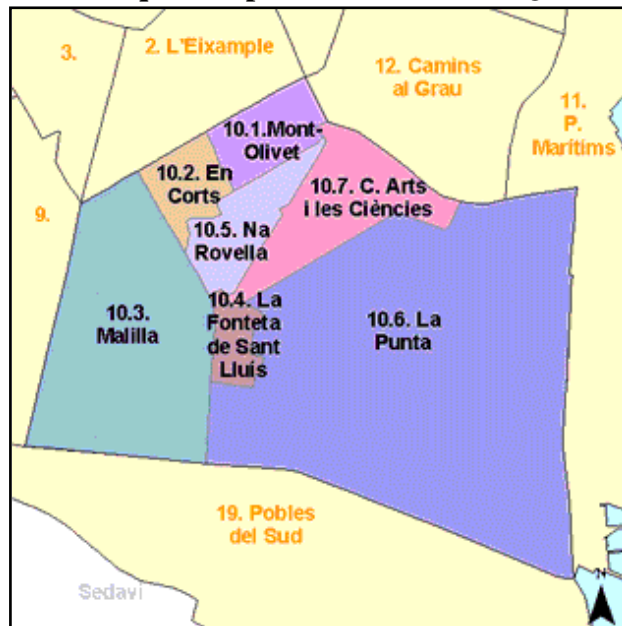 3.
2. L'Eixample
12. Camins
al Grau
11.
P.
Marítims
10.1.Mont-
Olivet
10.2. En
Corts
10.7. C. Arts
i les Ciències
9.
10.5. Na
Rovella
10.3.
Malilla
10.4. La
Fonteta
de Sant
Lluís
10.6. La
Punta
19. Pobles
del Sud
Sedaví
N